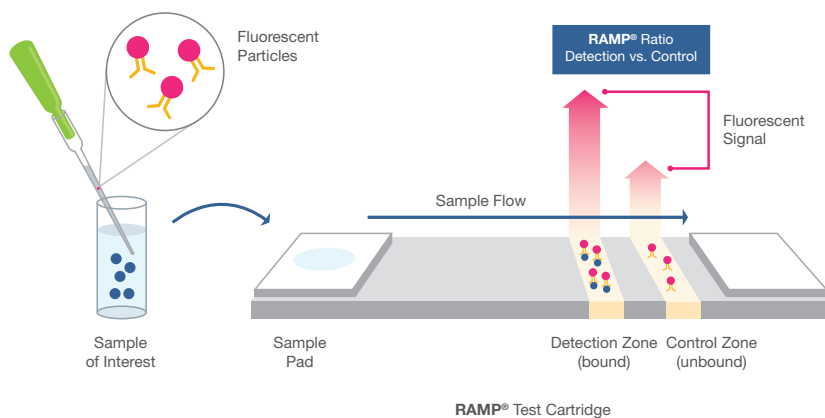 Fluorescent
Particles
RAMP® Ratio
Detection vs. Control
Fluorescent
Signal
Sample Flow
Sample
of Interest
Sample
Pad
Detection Zone
(bound)
Control Zone
(unbound)
RAMP® Test Cartridge